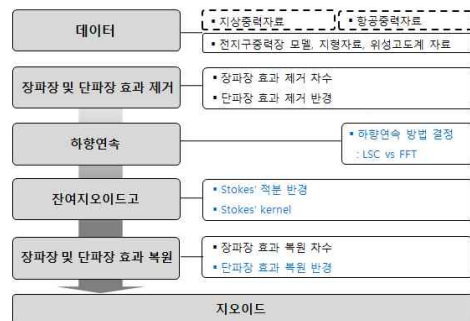 데이터
▪ 지상중력자료
▪ 항공중력자료
▪ 전지구중력장 모델, 지형자료, 위성고도계 자료
장파장 및 단파장 효과 제거
▪ 장파장 효과 제거 차수
▪ 단파장 효과 제거 반경
하향연속
▪ 하향연속 방법 결정
: LSC vs FFT
잔여지오이드고
▪ Stokes' 적분 반경
▪ Stokes' kernel
장파장 및 단파장 효과 복원
▪ 장파장 효과 복원 차수
▪ 단파장 효과 복원 반경
지오이드